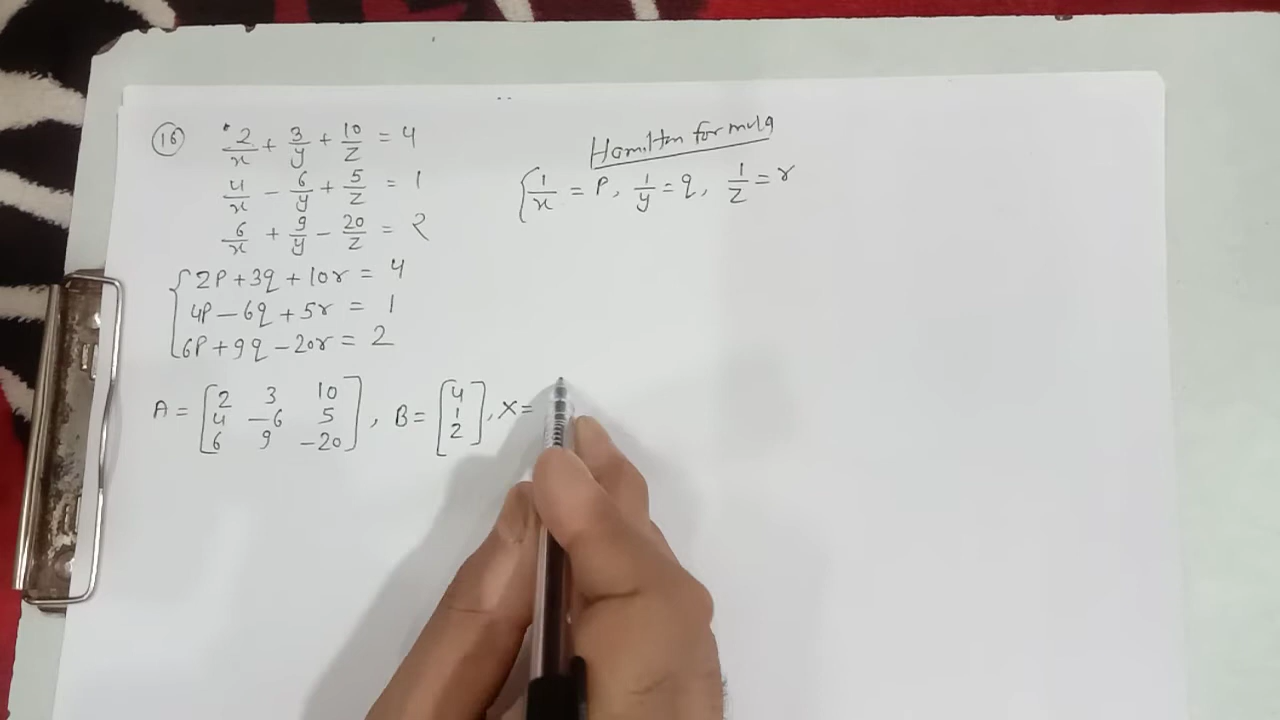 16 2/x + 3/y + 10/z = 4
4/x - 6/y + 5/z = 1
6/x + 9/y - 20/z = 2
Hamilton formula
{1/x = P, 1/y = q, 1/z = r
{2P + 3q + 10r = 4
4P - 6q + 5r = 1
6P + 9q - 20r = 2
A = [2 3 10
4 -6 5
6 9 -20], B = [4
1
2], X =